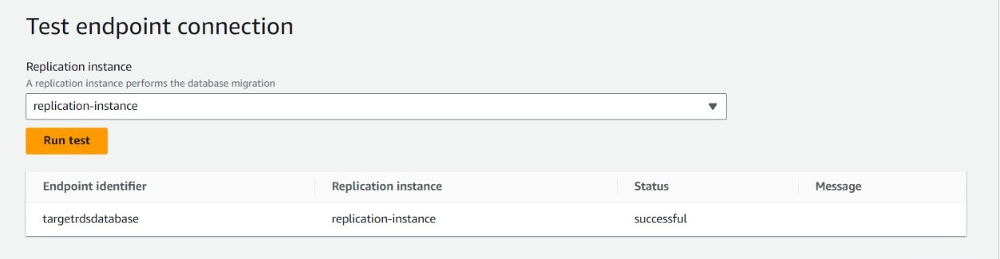 Test endpoint connection
Replication instance
A replication instance performs the database migration
replication-instance
Run test
Endpoint identifier Replication instance Status Message
targetrdsdatabase replication-instance successful